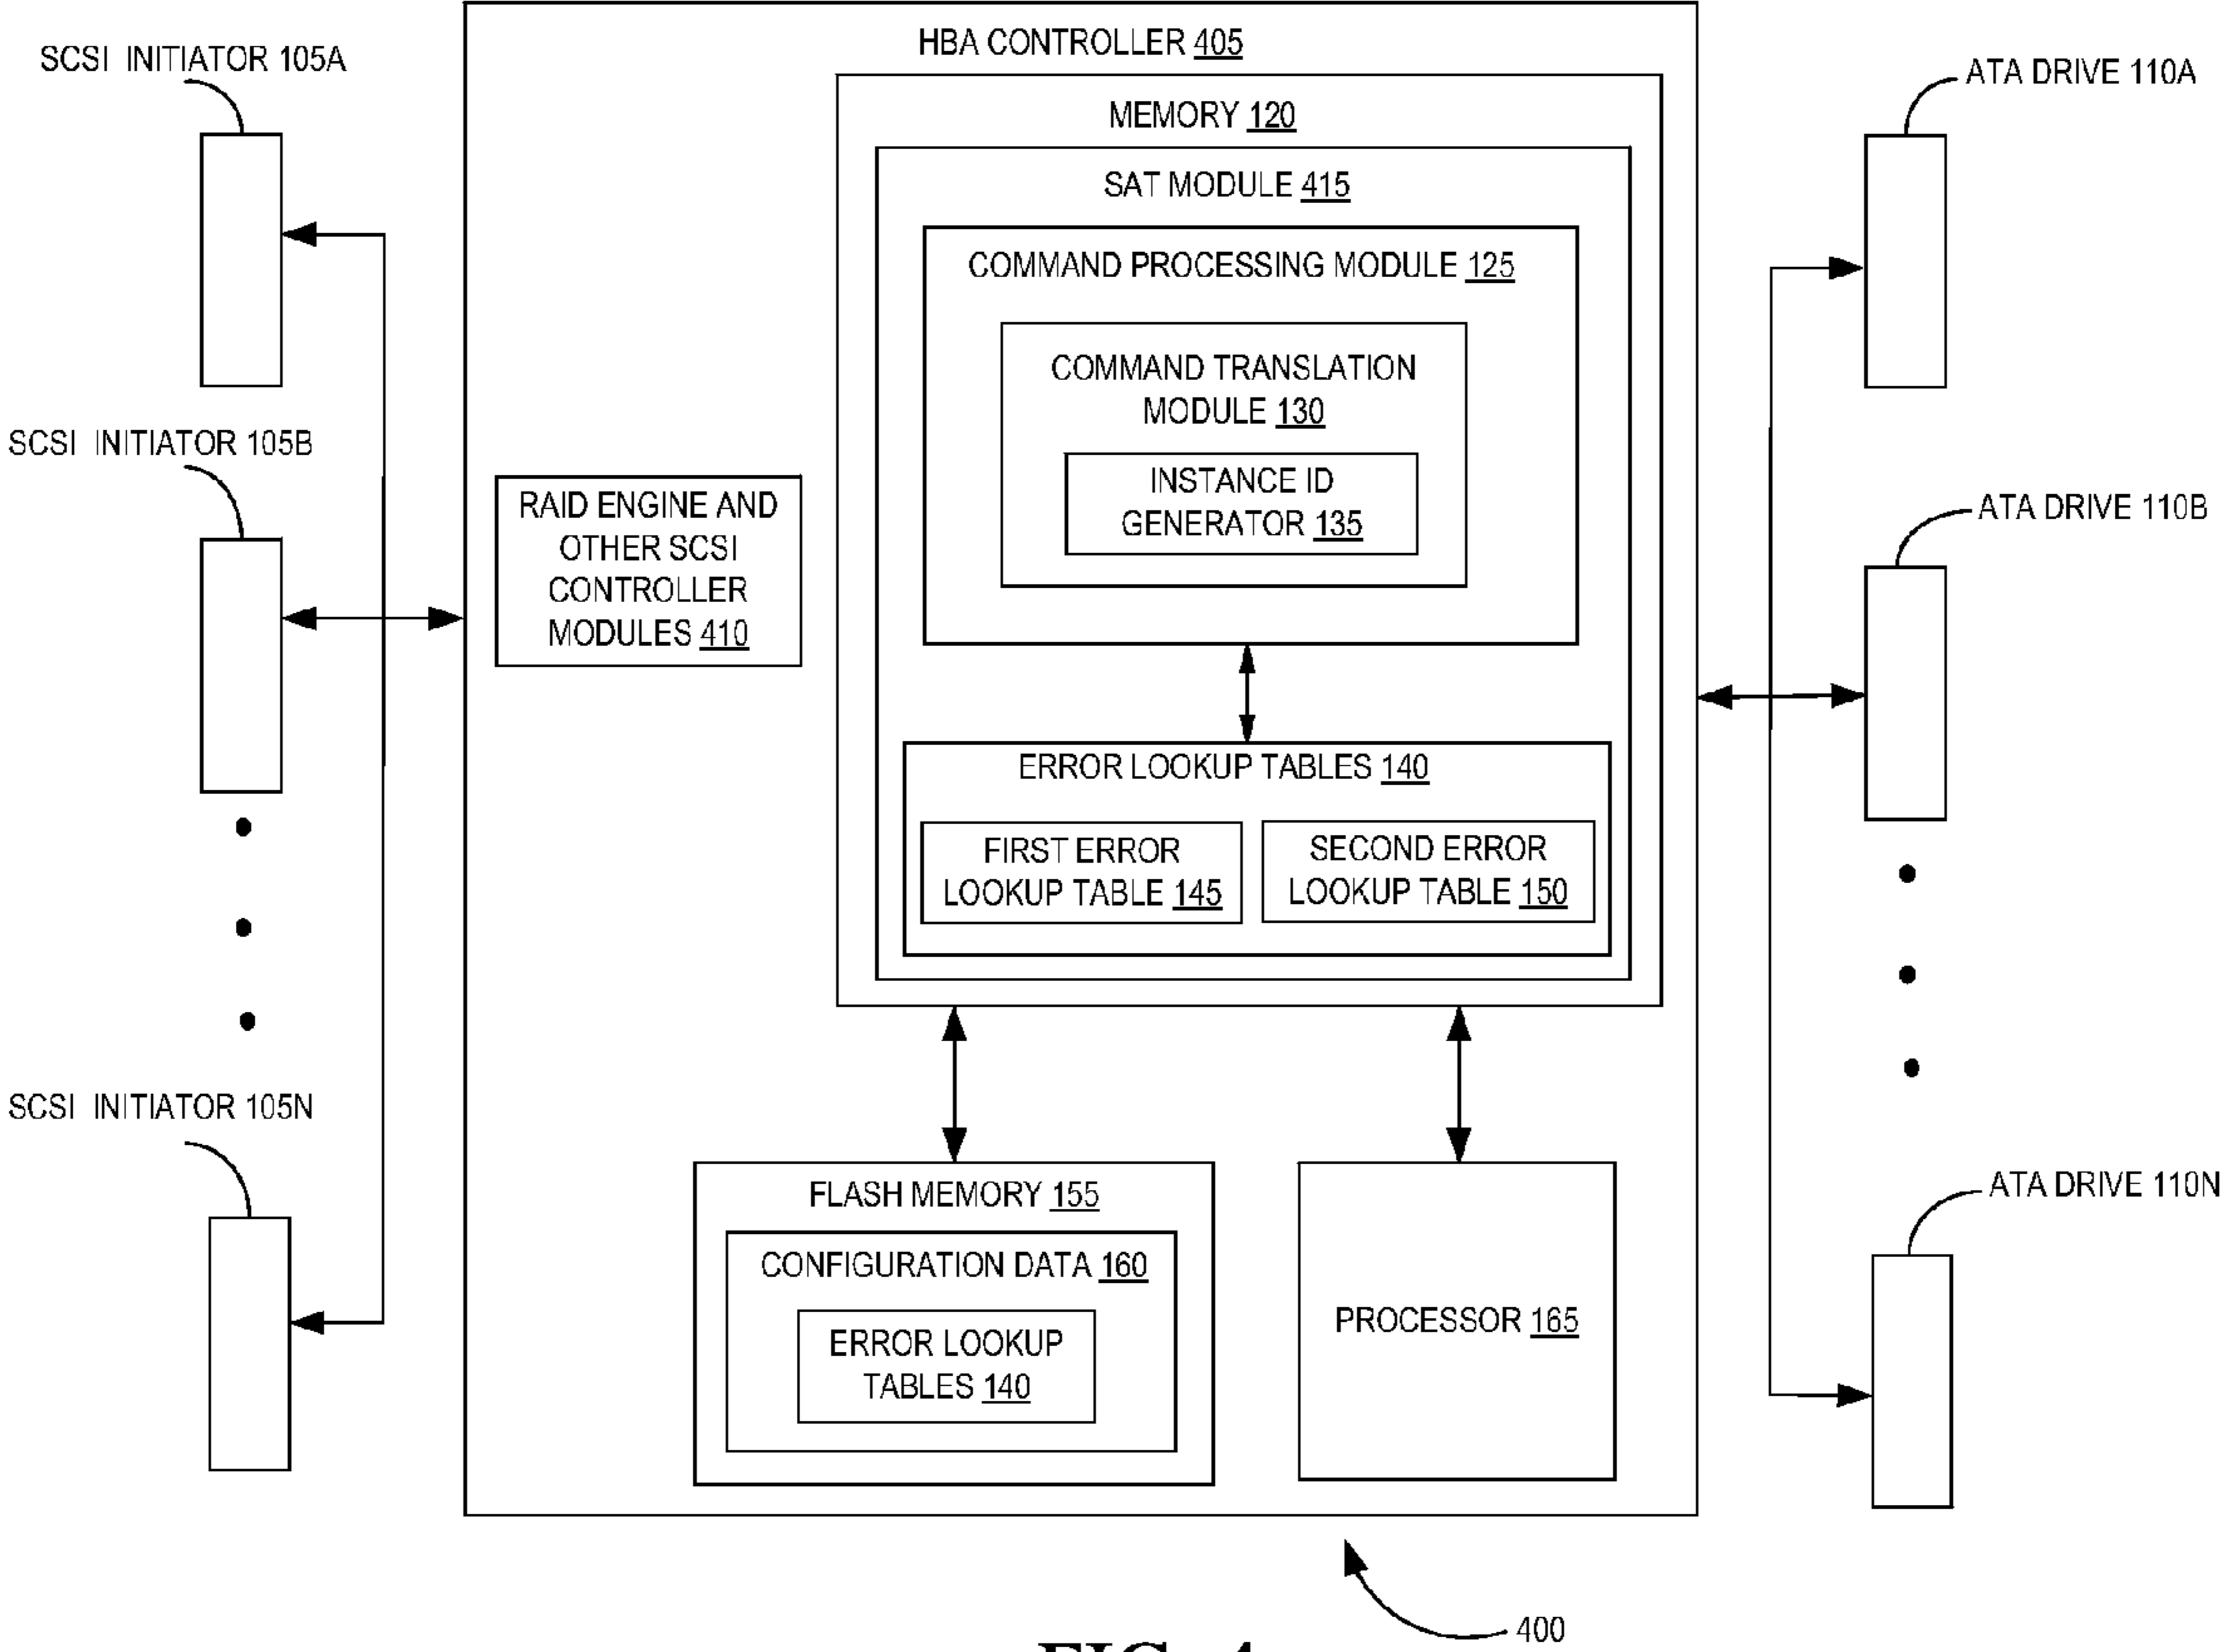 HBA CONTROLLER 405
SCSI INITIATOR 105A
ATA DRIVE 110A
MEMORY 120
SAT MODULE 415
COMMAND PROCESSING MODULE 125
COMMAND TRANSLATION
MODULE 130
INSTANCE ID
GENERATOR 135
SCSI INITIATOR 105B
RAID ENGINE AND
OTHER SCSI
CONTROLLER
MODULES 410
ATA DRIVE 110B
ERROR LOOKUP TABLES 140
FIRST ERROR
LOOKUP TABLE 145
SECOND ERROR
LOOKUP TABLE 150
SCSI INITIATOR 105N
FLASH MEMORY 155
CONFIGURATION DATA 160
ERROR LOOKUP
TABLES 140
PROCESSOR 165
ATA DRIVE 110N
400
FIG. 4